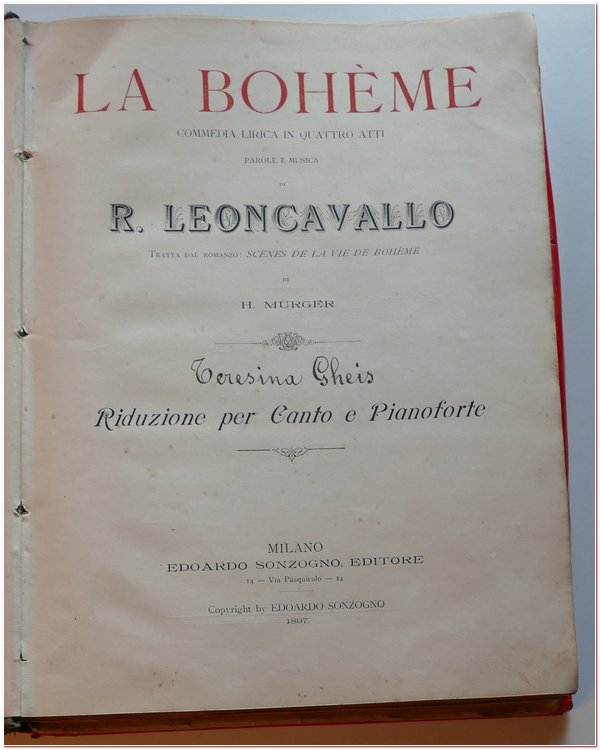 LA BOHÈME
COMMEDIA LIRICA IN QUATTRO ATTI
PAROLE E MUSICA
DI
R. LEONCAVALLO
TRATTA DAL ROMANZO: SCÈNES DE LA VIE DE BOHÈME
DI
H. MÜRGER
Teresina Gheis
Riduzione per Canto e Pianoforte
MILANO
EDOARDO SONZOGNO, EDITORE
14 — Via Pasquirolo — 14
Copyright by EDOARDO SONZOGNO
1897.